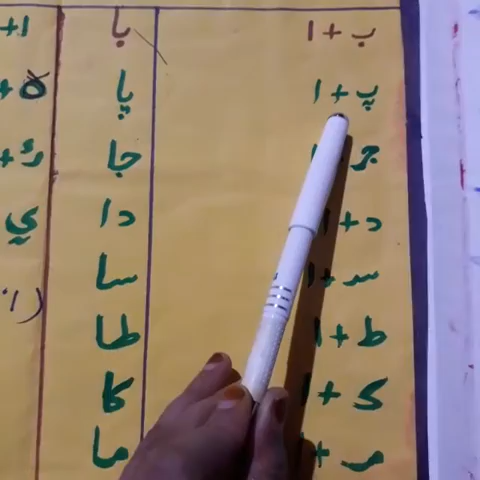 ب + ا با ا +
پ + ا پا ه +
ج + ا جا ئ +
د + ا دا ي
س + ا سا
ط + ا طا
ک + ا کا
م + ا ما